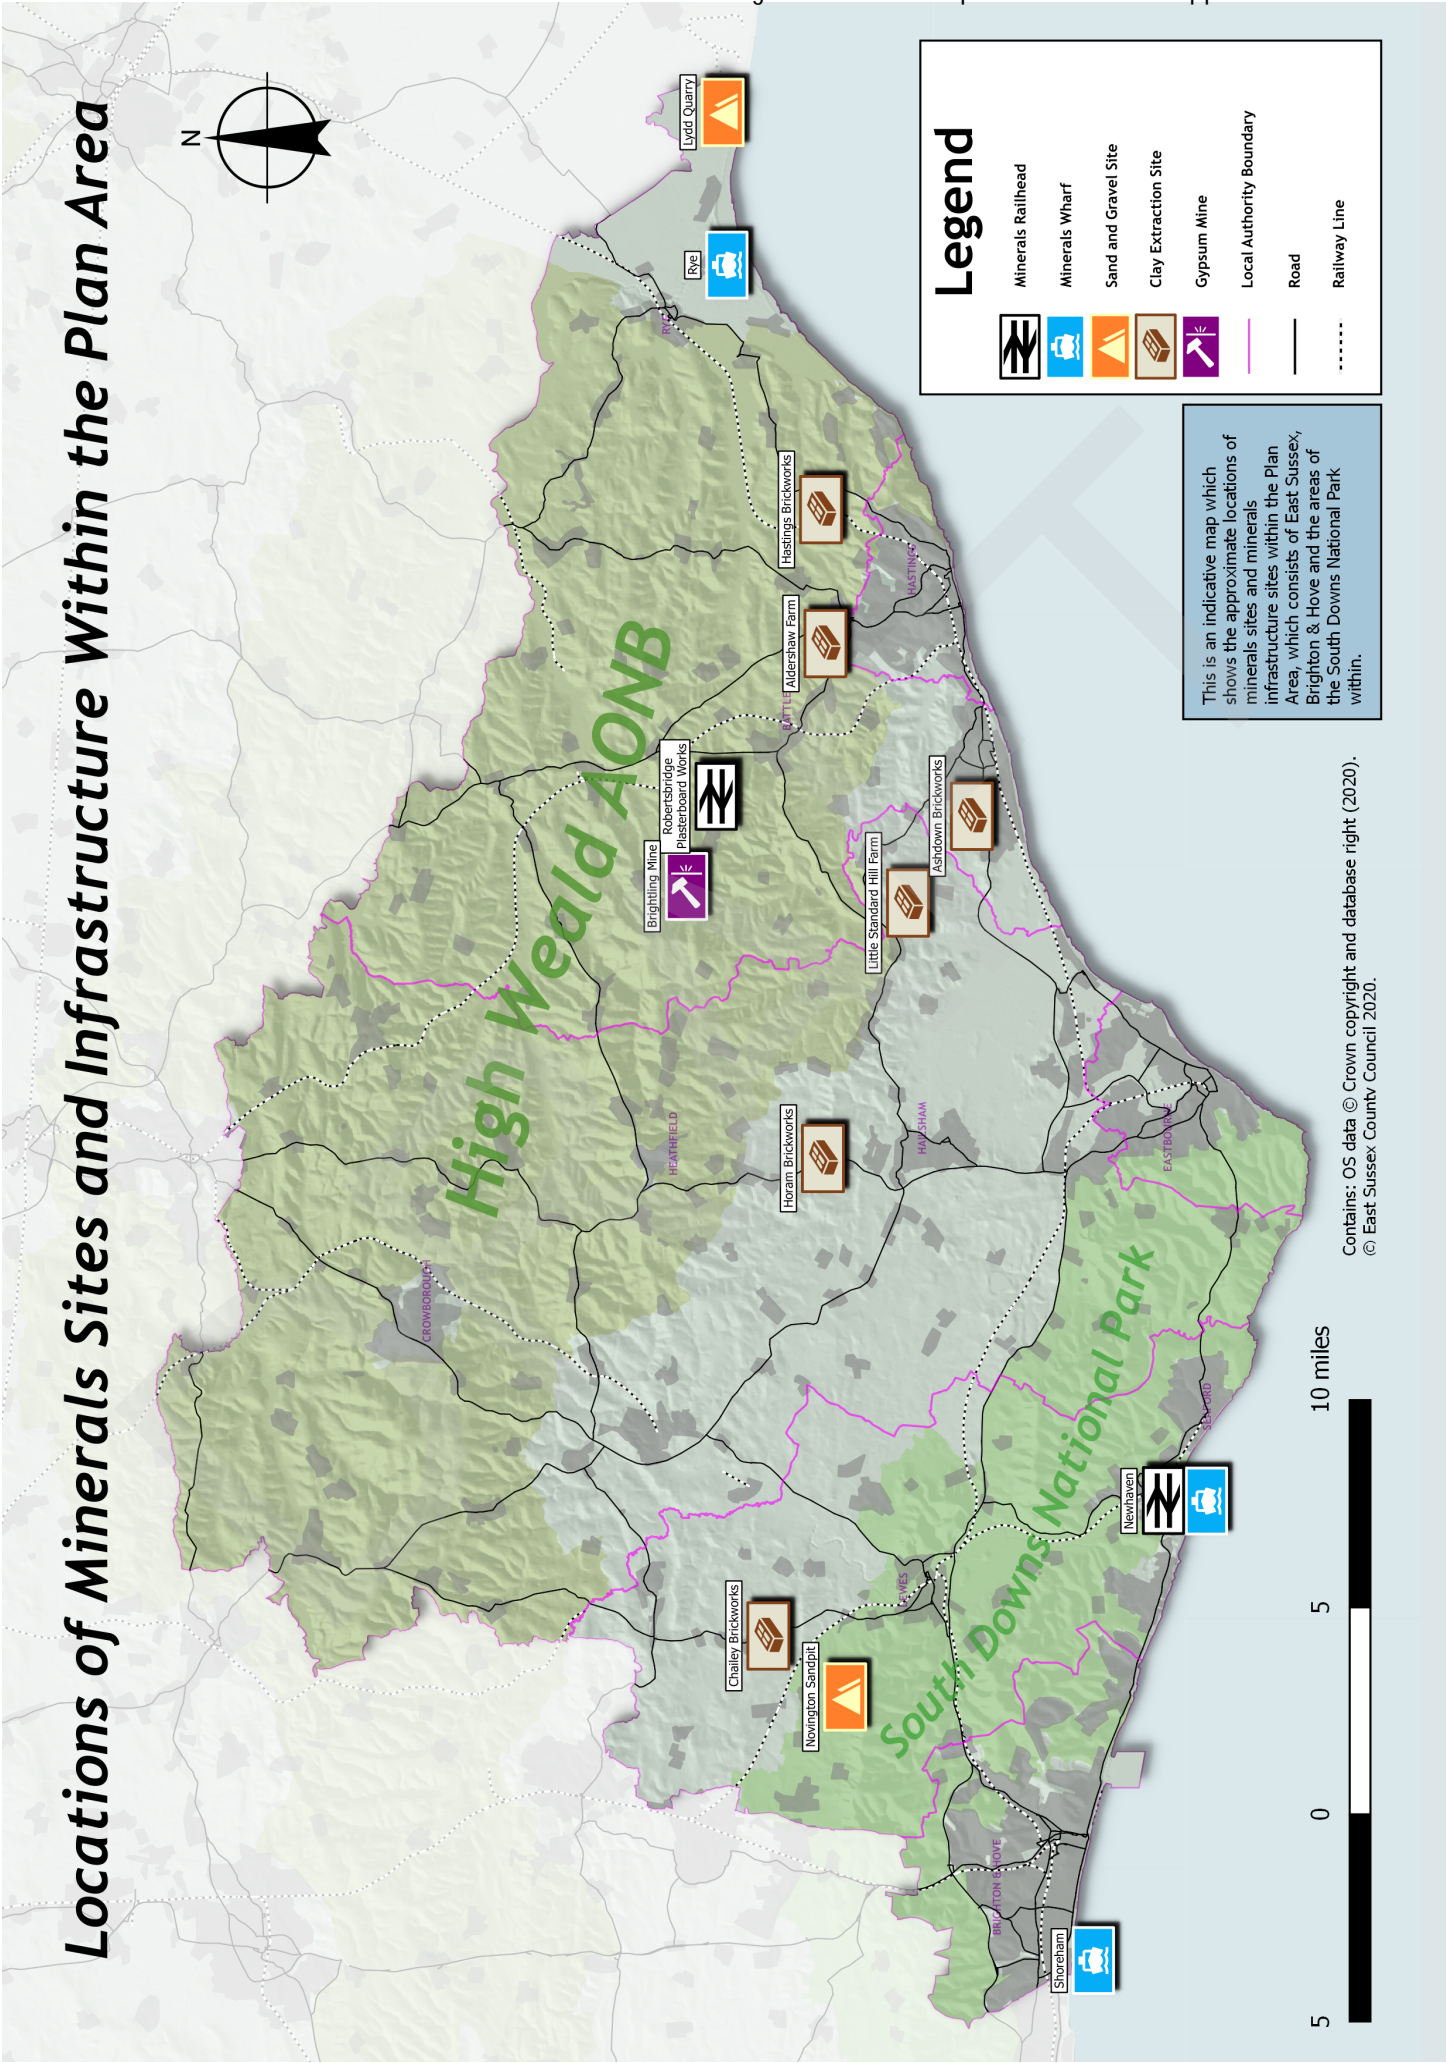 Locations of Minerals Sites and Infrastructure Within the Plan Area
N
Lydd Quarry
Rye
RYE
Hastings Brickworks
HASTINGS
Aldershaw Farm
BATTLE
High Weald AONB
Robertsbridge
Plasterboard Works
Brightling Mine
Ashdown Brickworks
Little Standard Hill Farm
HEATHFIELD
Horam Brickworks
HAILSHAM
EASTBOURNE
CROWBOROUGH
South Downs National Park
SEAFORD
Newhaven
LEWES
Chailey Brickworks
Novington Sandpit
BRIGHTON & HOVE
Shoreham
Legend
Minerals Railhead
Minerals Wharf
Sand and Gravel Site
Clay Extraction Site
Gypsum Mine
Local Authority Boundary
Road
Railway Line
This is an indicative map which
shows the approximate locations of
minerals sites and minerals
infrastructure sites within the Plan
Area, which consists of East Sussex,
Brighton & Hove and the areas of
the South Downs National Park
within.
Contains: OS data © Crown copyright and database right (2020).
© East Sussex County Council 2020.
5 0 5 10 miles